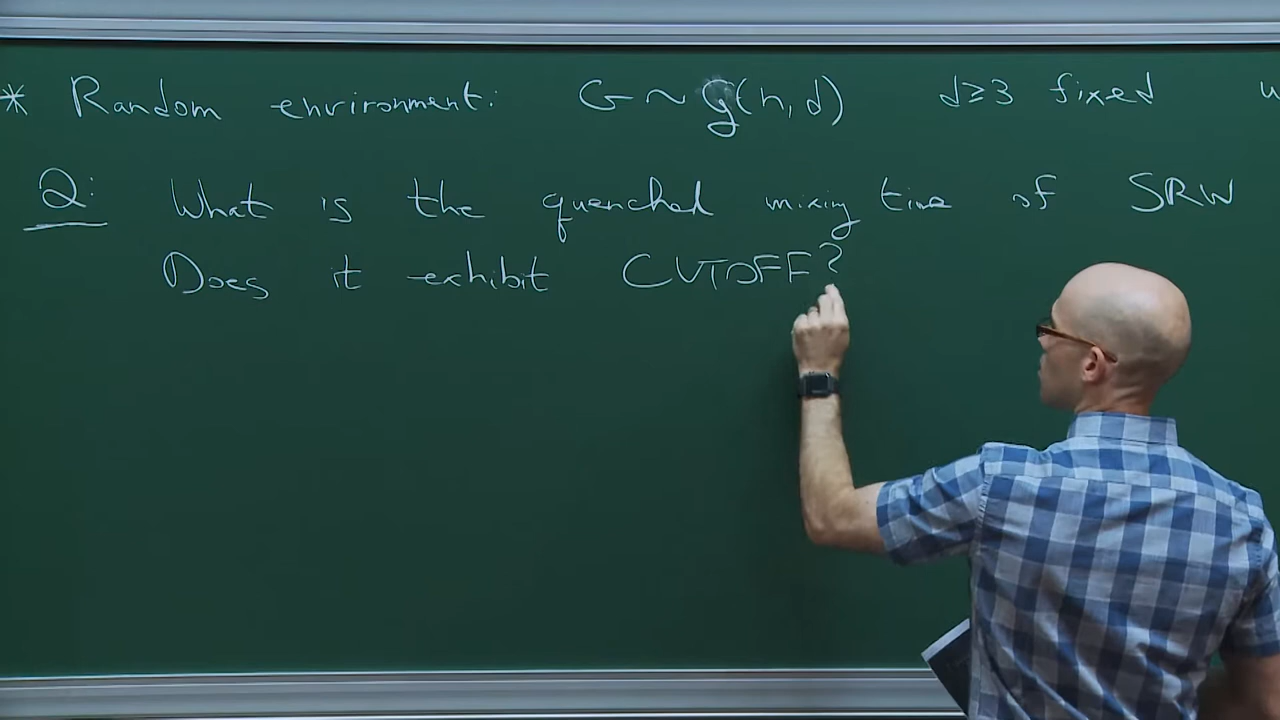 * Random environment: G ~ G(n, d) d≥3 fixed
Q: What is the quenched mixing time of SRW
Does it exhibit CUTOFF?